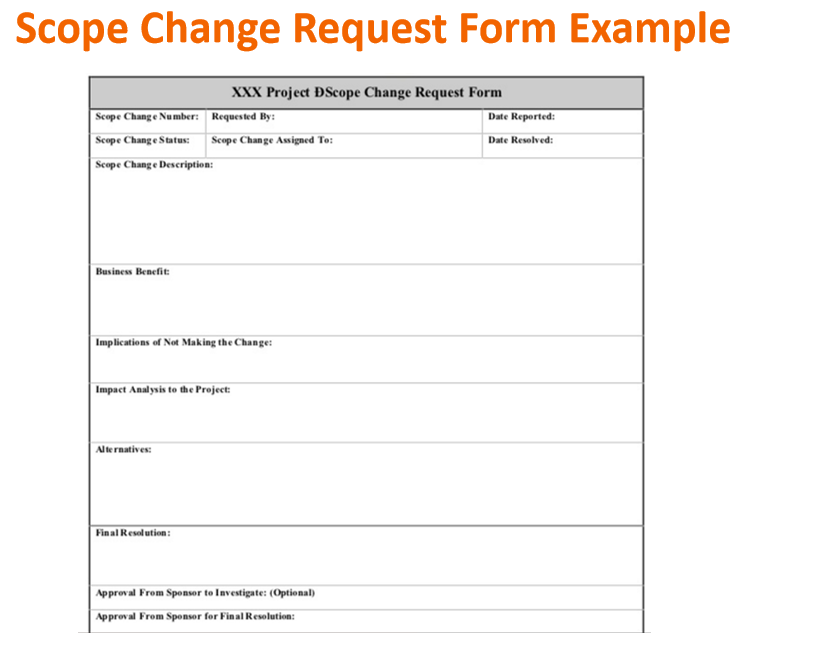 Scope Change Request Form Example
XXX Project ÐScope Change Request Form
Scope Change Number: Requested By: Date Reported:
Scope Change Status: Scope Change Assigned To: Date Resolved:
Scope Change Description:
Business Benefit:
Implications of Not Making the Change:
Impact Analysis to the Project:
Alternatives:
Final Resolution:
Approval From Sponsor to Investigate: (Optional)
Approval From Sponsor for Final Resolution: